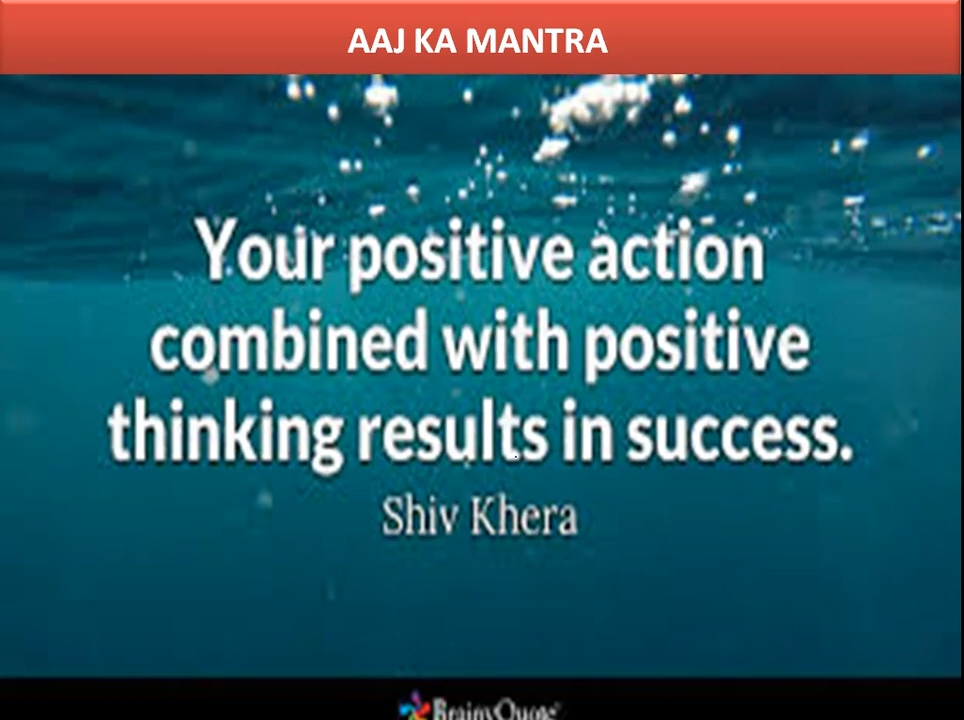 AAJ KA MANTRA
Your positive action
combined with positive
thinking results in success.
Shiv Khera
BrainyQuote